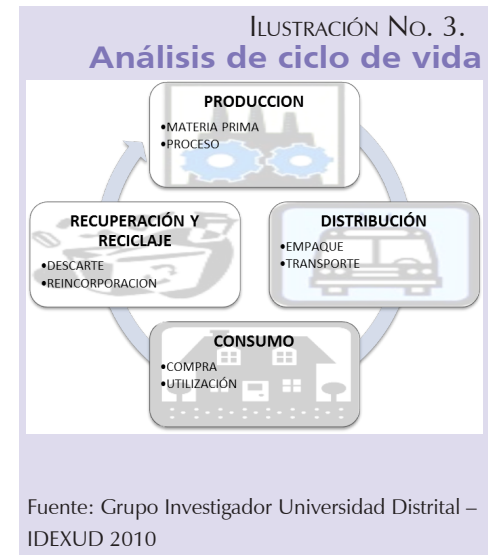 Ilustración No. 3.
Análisis de ciclo de vida
PRODUCCION
•MATERIA PRIMA
•PROCESO
DISTRIBUCIÓN
•EMPAQUE
•TRANSPORTE
CONSUMO
•COMPRA
•UTILIZACIÓN
RECUPERACIÓN Y
RECICLAJE
•DESCARTE
•REINCORPORACION
Fuente: Grupo Investigador Universidad Distrital –
IDEXUD 2010